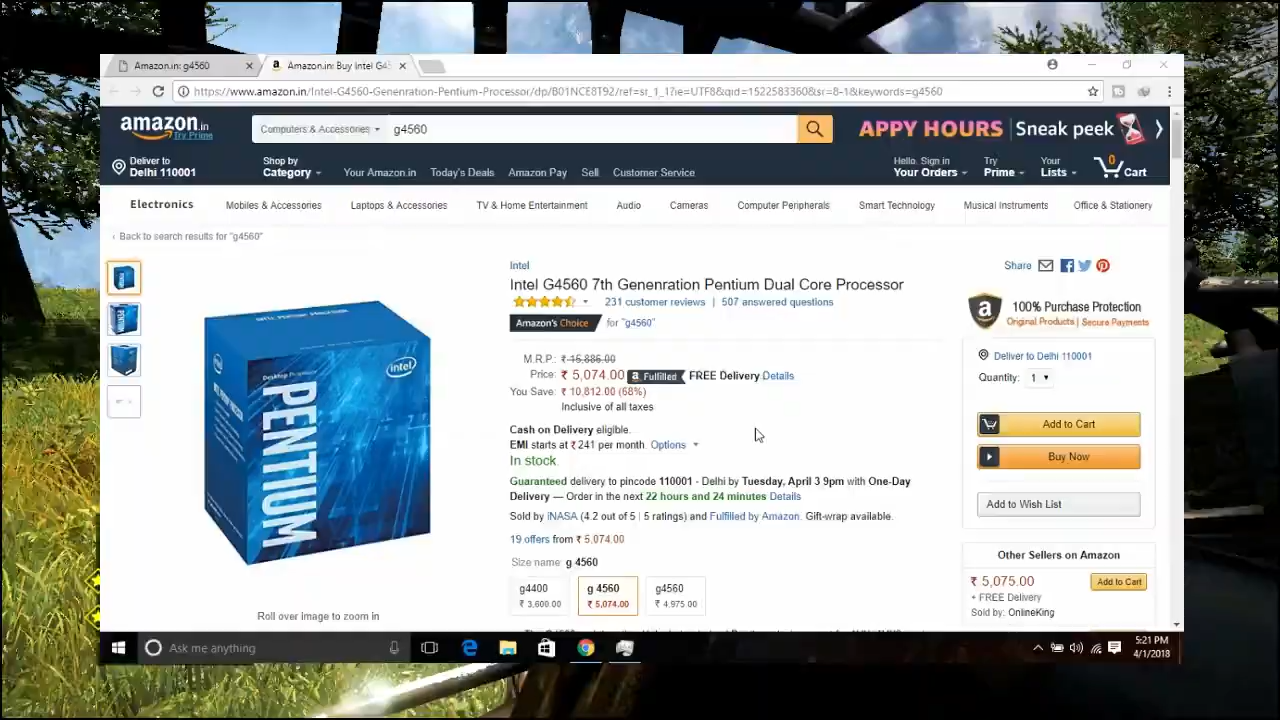 Amazon.in: g4560
Amazon.in: Buy Intel G45
https://www.amazon.in/Intel-G4560-Genenration-Pentium-Processor/dp/B01NCE8T92/ref=sr_1_1?ie=UTF8&qid=1522583360&sr=8-1&keywords=g4560
amazon.in
Try Prime
Computers & Accessories
g4560
APPY HOURS
Sneak peek
Deliver to
Delhi 110001
Shop by
Category
Your Amazon.in
Today's Deals
Amazon Pay
Sell
Customer Service
Hello. Sign in
Your Orders
Try
Prime
Your
Lists
0
Cart
Electronics
Mobiles & Accessories
Laptops & Accessories
TV & Home Entertainment
Audio
Cameras
Computer Peripherals
Smart Technology
Musical Instruments
Office & Stationery
‹ Back to search results for "g4560"
Intel
Share
Intel G4560 7th Genenration Pentium Dual Core Processor
231 customer reviews | 507 answered questions
Amazon's Choice for "g4560"
100% Purchase Protection
Original Products | Secure Payments
M.R.P.: ₹ 15,886.00
Price: ₹ 5,074.00 Fulfilled FREE Delivery Details
You Save: ₹ 10,812.00 (68%)
Inclusive of all taxes
Deliver to Delhi 110001
Quantity: 1
Cash on Delivery eligible.
EMI starts at ₹ 241 per month. Options
In stock
Add to Cart
Buy Now
Guaranteed delivery to pincode 110001 - Delhi by Tuesday, April 3 9pm with One-Day
Delivery — Order in the next 22 hours and 24 minutes Details
Add to Wish List
Sold by iNASA (4.2 out of 5 | 5 ratings) and Fulfilled by Amazon. Gift-wrap available.
19 offers from ₹ 5,074.00
Other Sellers on Amazon
Size name: g 4560
₹ 5,075.00
Add to Cart
+ FREE Delivery
Sold by: OnlineKing
g4400
₹ 3,600.00
g 4560
₹ 5,074.00
g4560
₹ 4,975.00
intel
PENTIUM
Roll over image to zoom in
Ask me anything
5:21 PM
4/1/2018